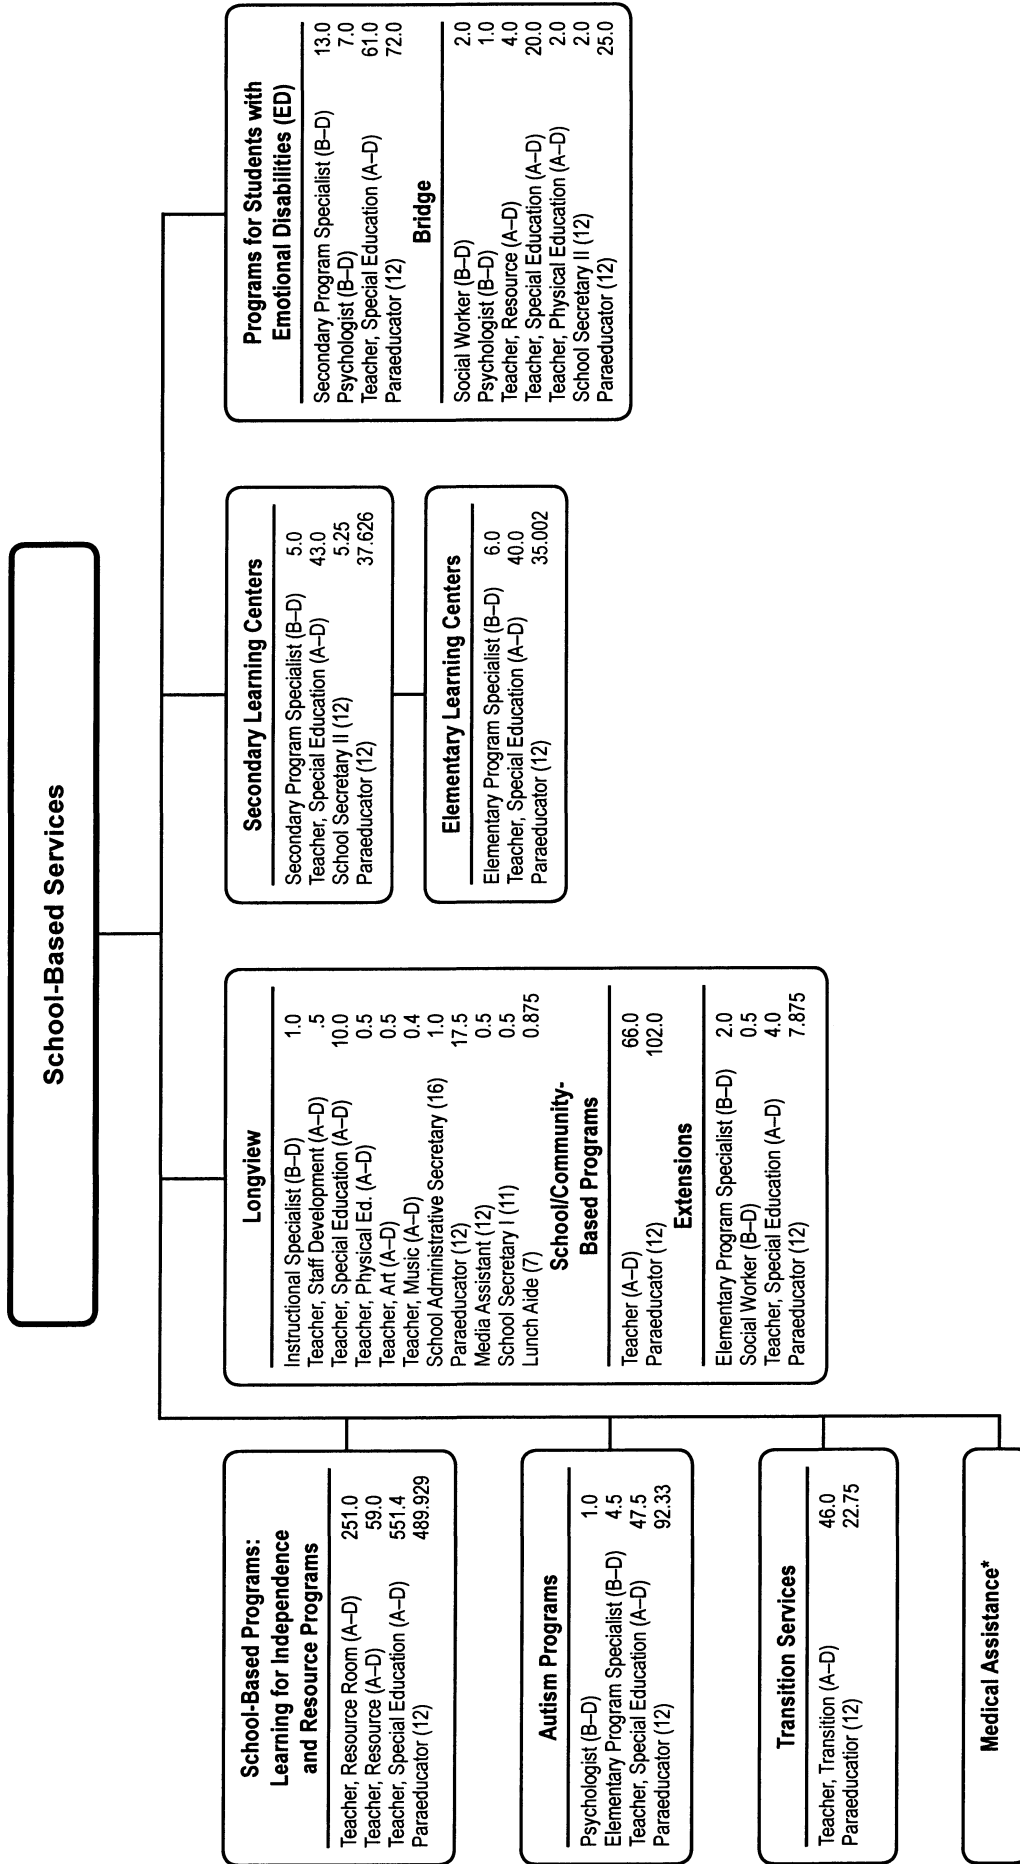 School-Based Services
School-Based Programs:
Learning for Independence
and Resource Programs
Teacher, Resource Room (A–D) 251.0
Teacher, Resource (A–D) 59.0
Teacher, Special Education (A–D) 551.4
Paraeducator (12) 489.929
Autism Programs
Psychologist (B–D) 1.0
Elementary Program Specialist (B–D) 4.5
Teacher, Special Education (A–D) 47.5
Paraeducator (12) 92.33
Transition Services
Teacher, Transition (A–D) 46.0
Paraeducatior (12) 22.75
Medical Assistance*
Longview
Instructional Specialist (B–D) 1.0
Teacher, Staff Development (A–D) .5
Teacher, Special Education (A–D) 10.0
Teacher, Physical Ed. (A–D) 0.5
Teacher, Art (A–D) 0.5
Teacher, Music (A–D) 0.4
School Administrative Secretary (16) 1.0
Paraeducator (12) 17.5
Media Assistant (12) 0.5
School Secretary I (11) 0.5
Lunch Aide (7) 0.875
School/Community-
Based Programs
Teacher (A–D) 66.0
Paraeducator (12) 102.0
Extensions
Elementary Program Specialist (B–D) 2.0
Social Worker (B–D) 0.5
Teacher, Special Education (A–D) 4.0
Paraeducator (12) 7.875
Secondary Learning Centers
Secondary Program Specialist (B–D) 5.0
Teacher, Special Education (A–D) 43.0
School Secretary II (12) 5.25
Paraeducator (12) 37.626
Elementary Learning Centers
Elementary Program Specialist (B–D) 6.0
Teacher, Special Education (A–D) 40.0
Paraeducator (12) 35.002
Programs for Students with
Emotional Disabilities (ED)
Secondary Program Specialist (B–D) 13.0
Psychologist (B–D) 7.0
Teacher, Special Education (A–D) 61.0
Paraeducator (12) 72.0
Bridge
Social Worker (B–D) 2.0
Psychologist (B–D) 1.0
Teacher, Resource (A–D) 4.0
Teacher, Special Education (A–D) 20.0
Teacher, Physical Education (A–D) 2.0
School Secretary II (12) 2.0
Paraeducator (12) 25.0